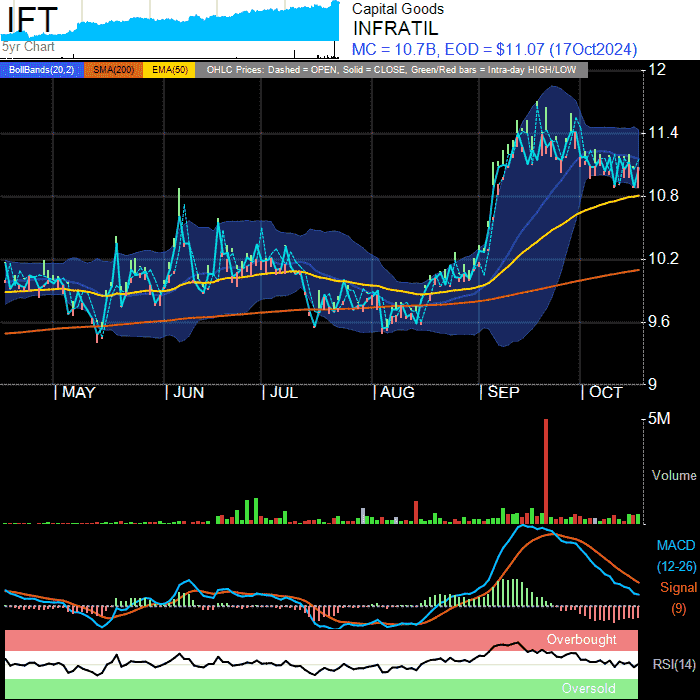 IFT
5yr Chart
Capital Goods
INFRATIL
MC = 10.7B, EOD = $11.07 (17Oct2024)
BollBands(20,2) SMA(200) EMA(50) OHLC Prices: Dashed = OPEN, Solid = CLOSE, Green/Red bars = Intra-day HIGH/LOW
12
11.4
10.8
10.2
9.6
9
MAY JUN JUL AUG SEP OCT
5M
Volume
MACD
(12-26)
Signal
(9)
Overbought
RSI(14)
Oversold